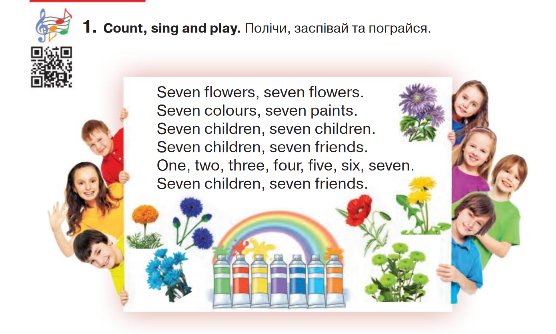 1. Count, sing and play. Полічи, заспівай та пограйся.
Seven flowers, seven flowers.
Seven colours, seven paints.
Seven children, seven children.
Seven children, seven friends.
One, two, three, four, five, six, seven.
Seven children, seven friends.